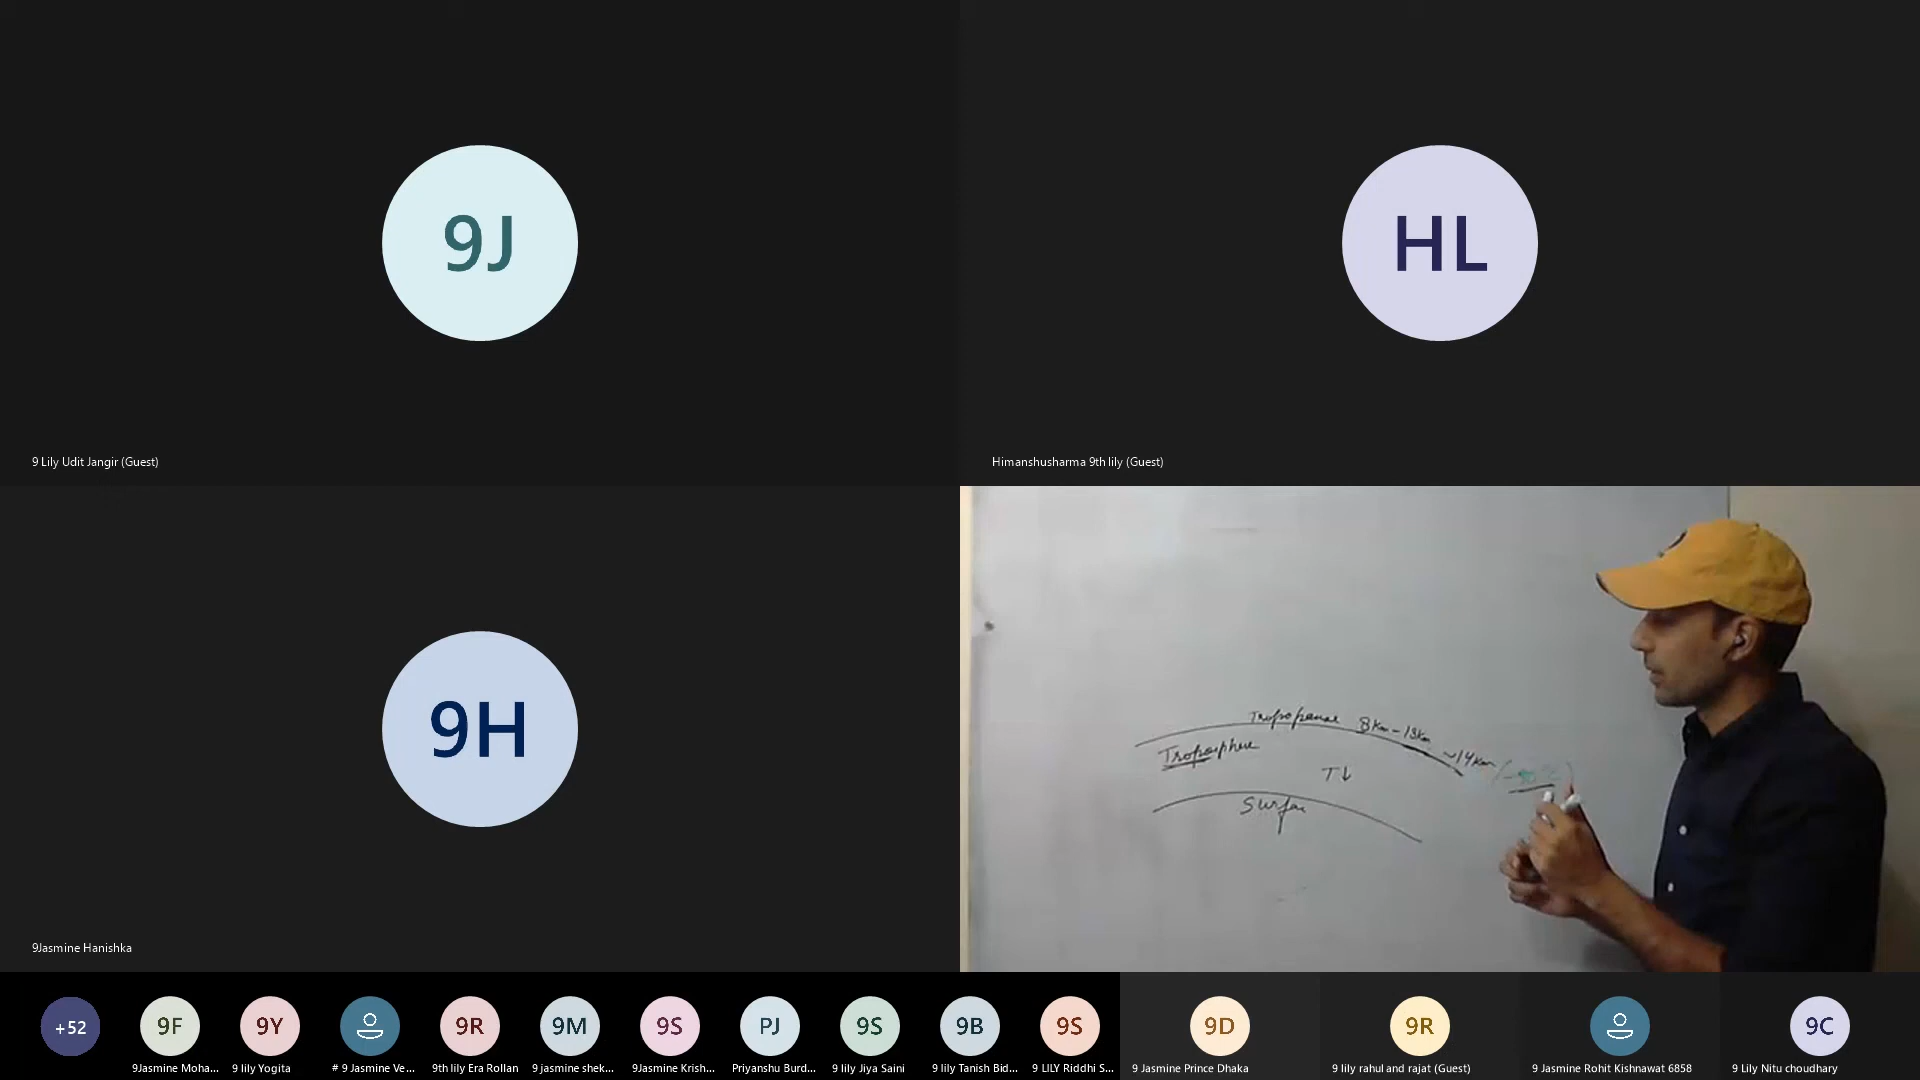 9J
9 Lily Udit Jangir (Guest)
HL
Himanshusharma 9th lily (Guest)
9H
9Jasmine Hanishka
Tropopause 8Km - 18Km
~14Km
Troposphere
T↓
Surface
+52
9F
9Jasmine Moha...
9Y
9 lily Yogita
# 9 Jasmine Ve...
9R
9th lily Era Rollan
9M
9 jasmine shek...
9S
9Jasmine Krish...
PJ
Priyanshu Burd...
9S
9 lily Jiya Saini
9B
9 lily Tanish Bid...
9S
9 LILY Riddhi S...
9D
9 Jasmine Prince Dhaka
9R
9 lily rahul and rajat (Guest)
9 Jasmine Rohit Kishnawat 6858
9C
9 Lily Nitu choudhary